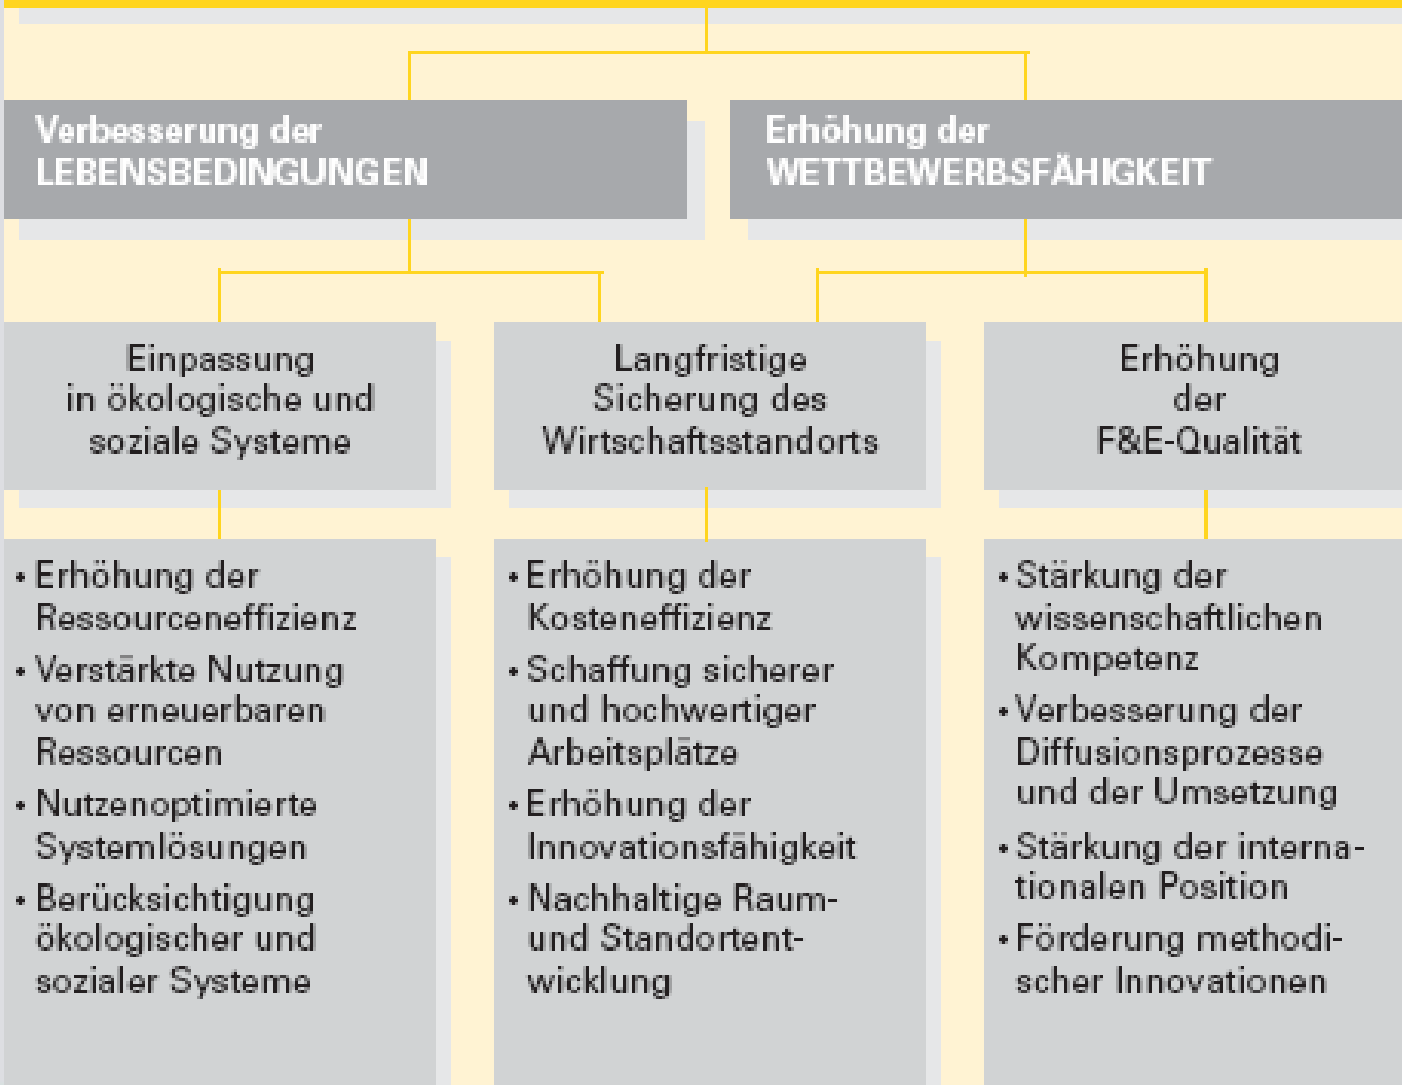 Verbesserung der
LEBENSBEDINGUNGEN
Erhöhung der
WETTBEWERBSFÄHIGKEIT
Einpassung
in ökologische und
soziale Systeme
Langfristige
Sicherung des
Wirtschaftsstandorts
Erhöhung
der
F&E-Qualität
• Erhöhung der
Ressourceneffizienz
• Verstärkte Nutzung
von erneuerbaren
Ressourcen
• Nutzenoptimierte
Systemlösungen
• Berücksichtigung
ökologischer und
sozialer Systeme
• Erhöhung der
Kosteneffizienz
• Schaffung sicherer
und hochwertiger
Arbeitsplätze
• Erhöhung der
Innovationsfähigkeit
• Nachhaltige Raum-
und Standortent-
wicklung
• Stärkung der
wissenschaftlichen
Kompetenz
• Verbesserung der
Diffusionsprozesse
und der Umsetzung
• Stärkung der interna-
tionalen Position
• Förderung methodi-
scher Innovationen